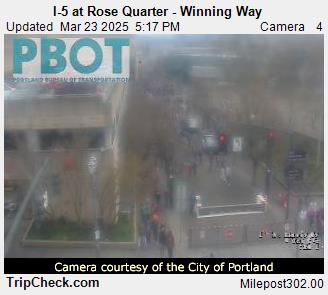 I-5 at Rose Quarter - Winning Way
Updated Mar 23 2025 5:17 PM Camera 4
PBOT
PORTLAND BUREAU OF TRANSPORTATION
Camera courtesy of the City of Portland
TripCheck.com Milepost302.00